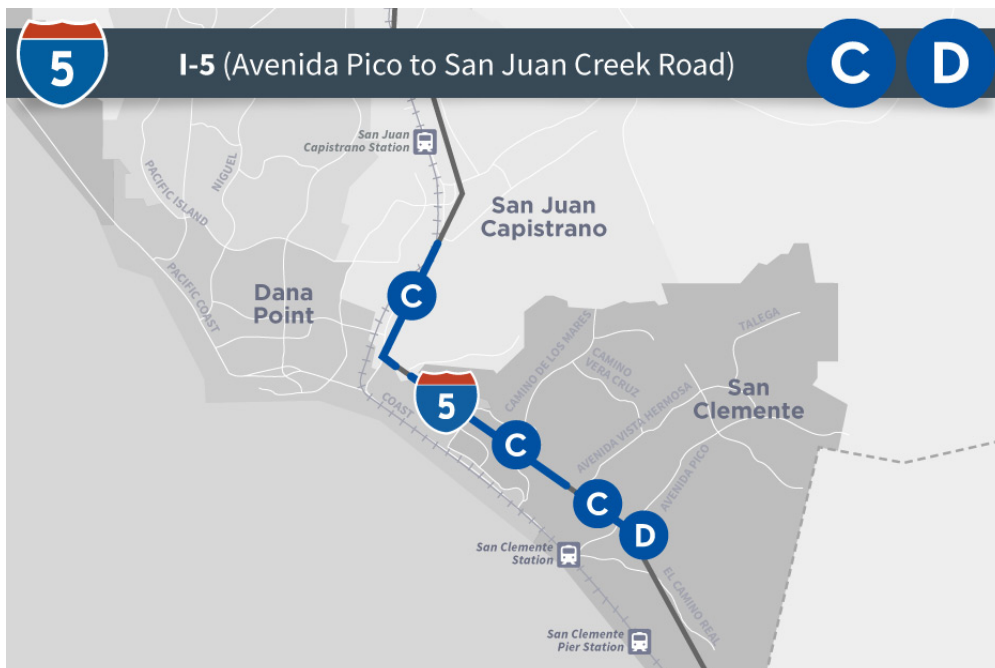 5
I-5 (Avenida Pico to San Juan Creek Road)
C
D
San Juan
Capistrano Station
PACIFIC ISLAND
NIGUEL
San Juan
Capistrano
C
PACIFIC COAST
Dana
Point
TALEGA
CAMINO DE LOS MARES
CAMINO
VERA CRUZ
San
Clemente
5
COAST
AVENIDA VISTA HERMOSA
C
AVENIDA PICO
C
D
San Clemente
Station
EL CAMINO REAL
San Clemente
Pier Station